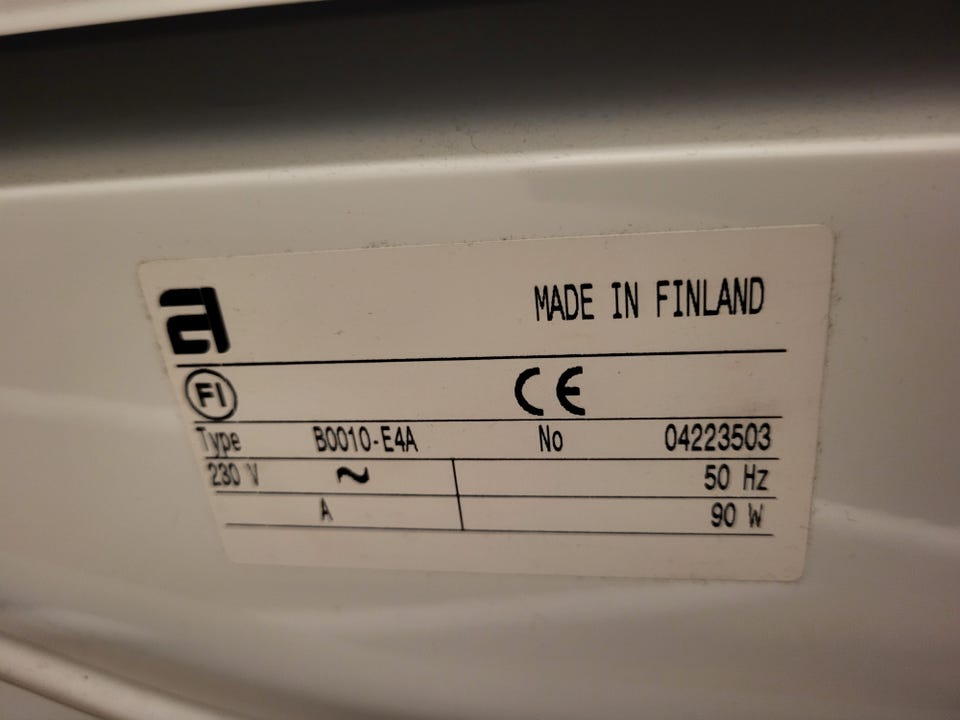 MADE IN FINLAND
FI CE
Type B0010-E4A No 04223503
230 V ~ 50 Hz
A 90 W